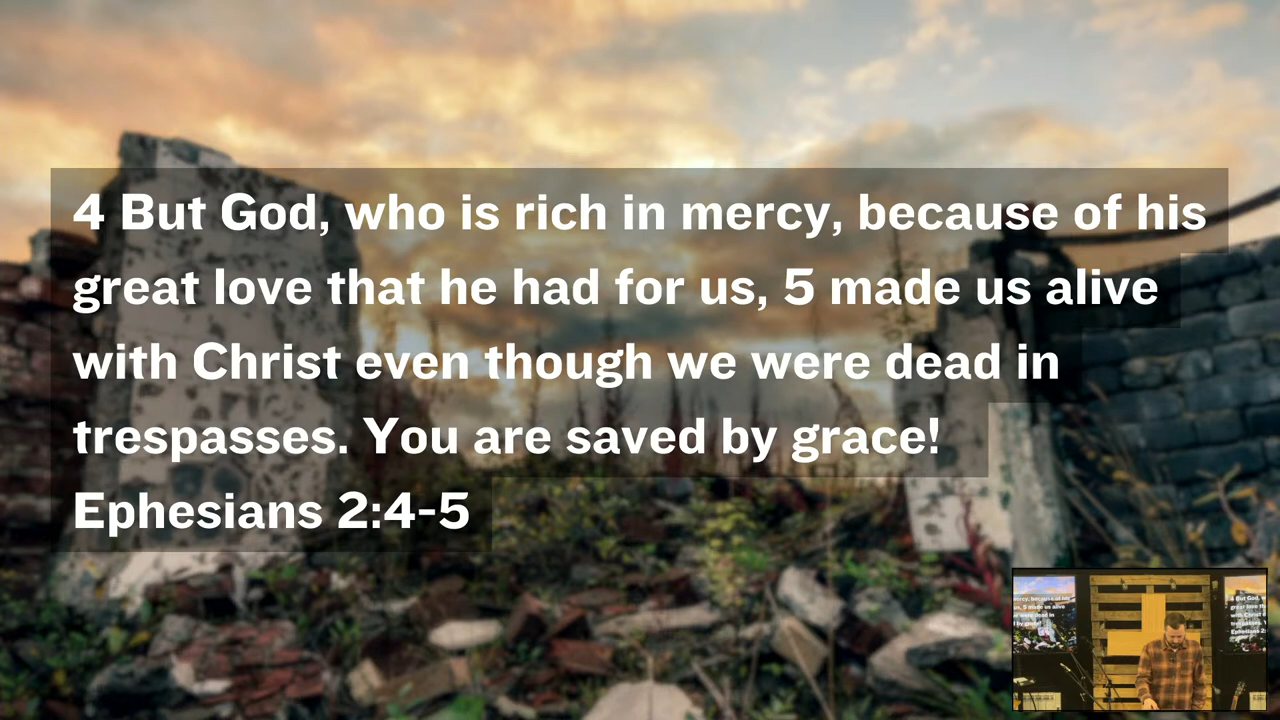 4 But God, who is rich in mercy, because of his
great love that he had for us, 5 made us alive
with Christ even though we were dead in
trespasses. You are saved by grace!
Ephesians 2:4-5